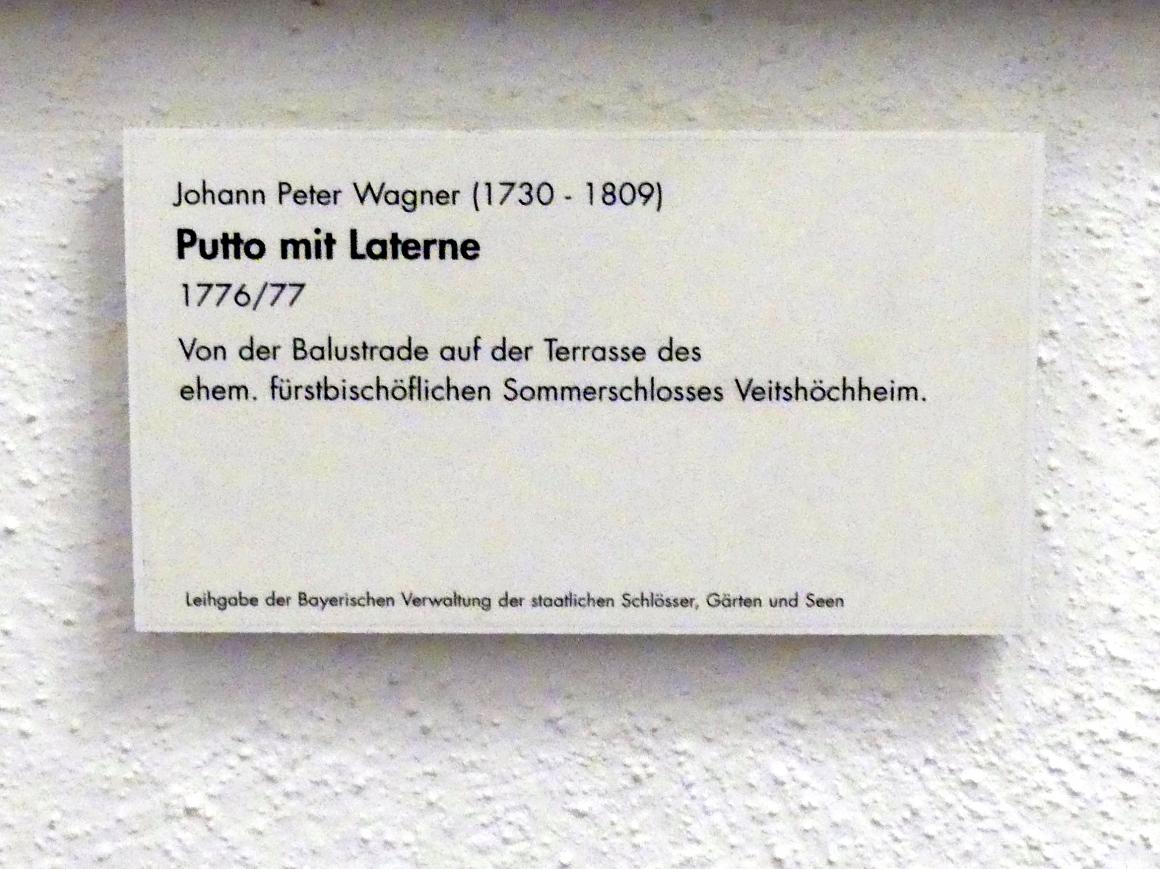 Johann Peter Wagner (1730 - 1809)
Putto mit Laterne
1776/77
Von der Balustrade auf der Terrasse des
ehem. fürstbischöflichen Sommerschlosses Veitshöchheim.
Leihgabe der Bayerischen Verwaltung der staatlichen Schlösser, Gärten und Seen